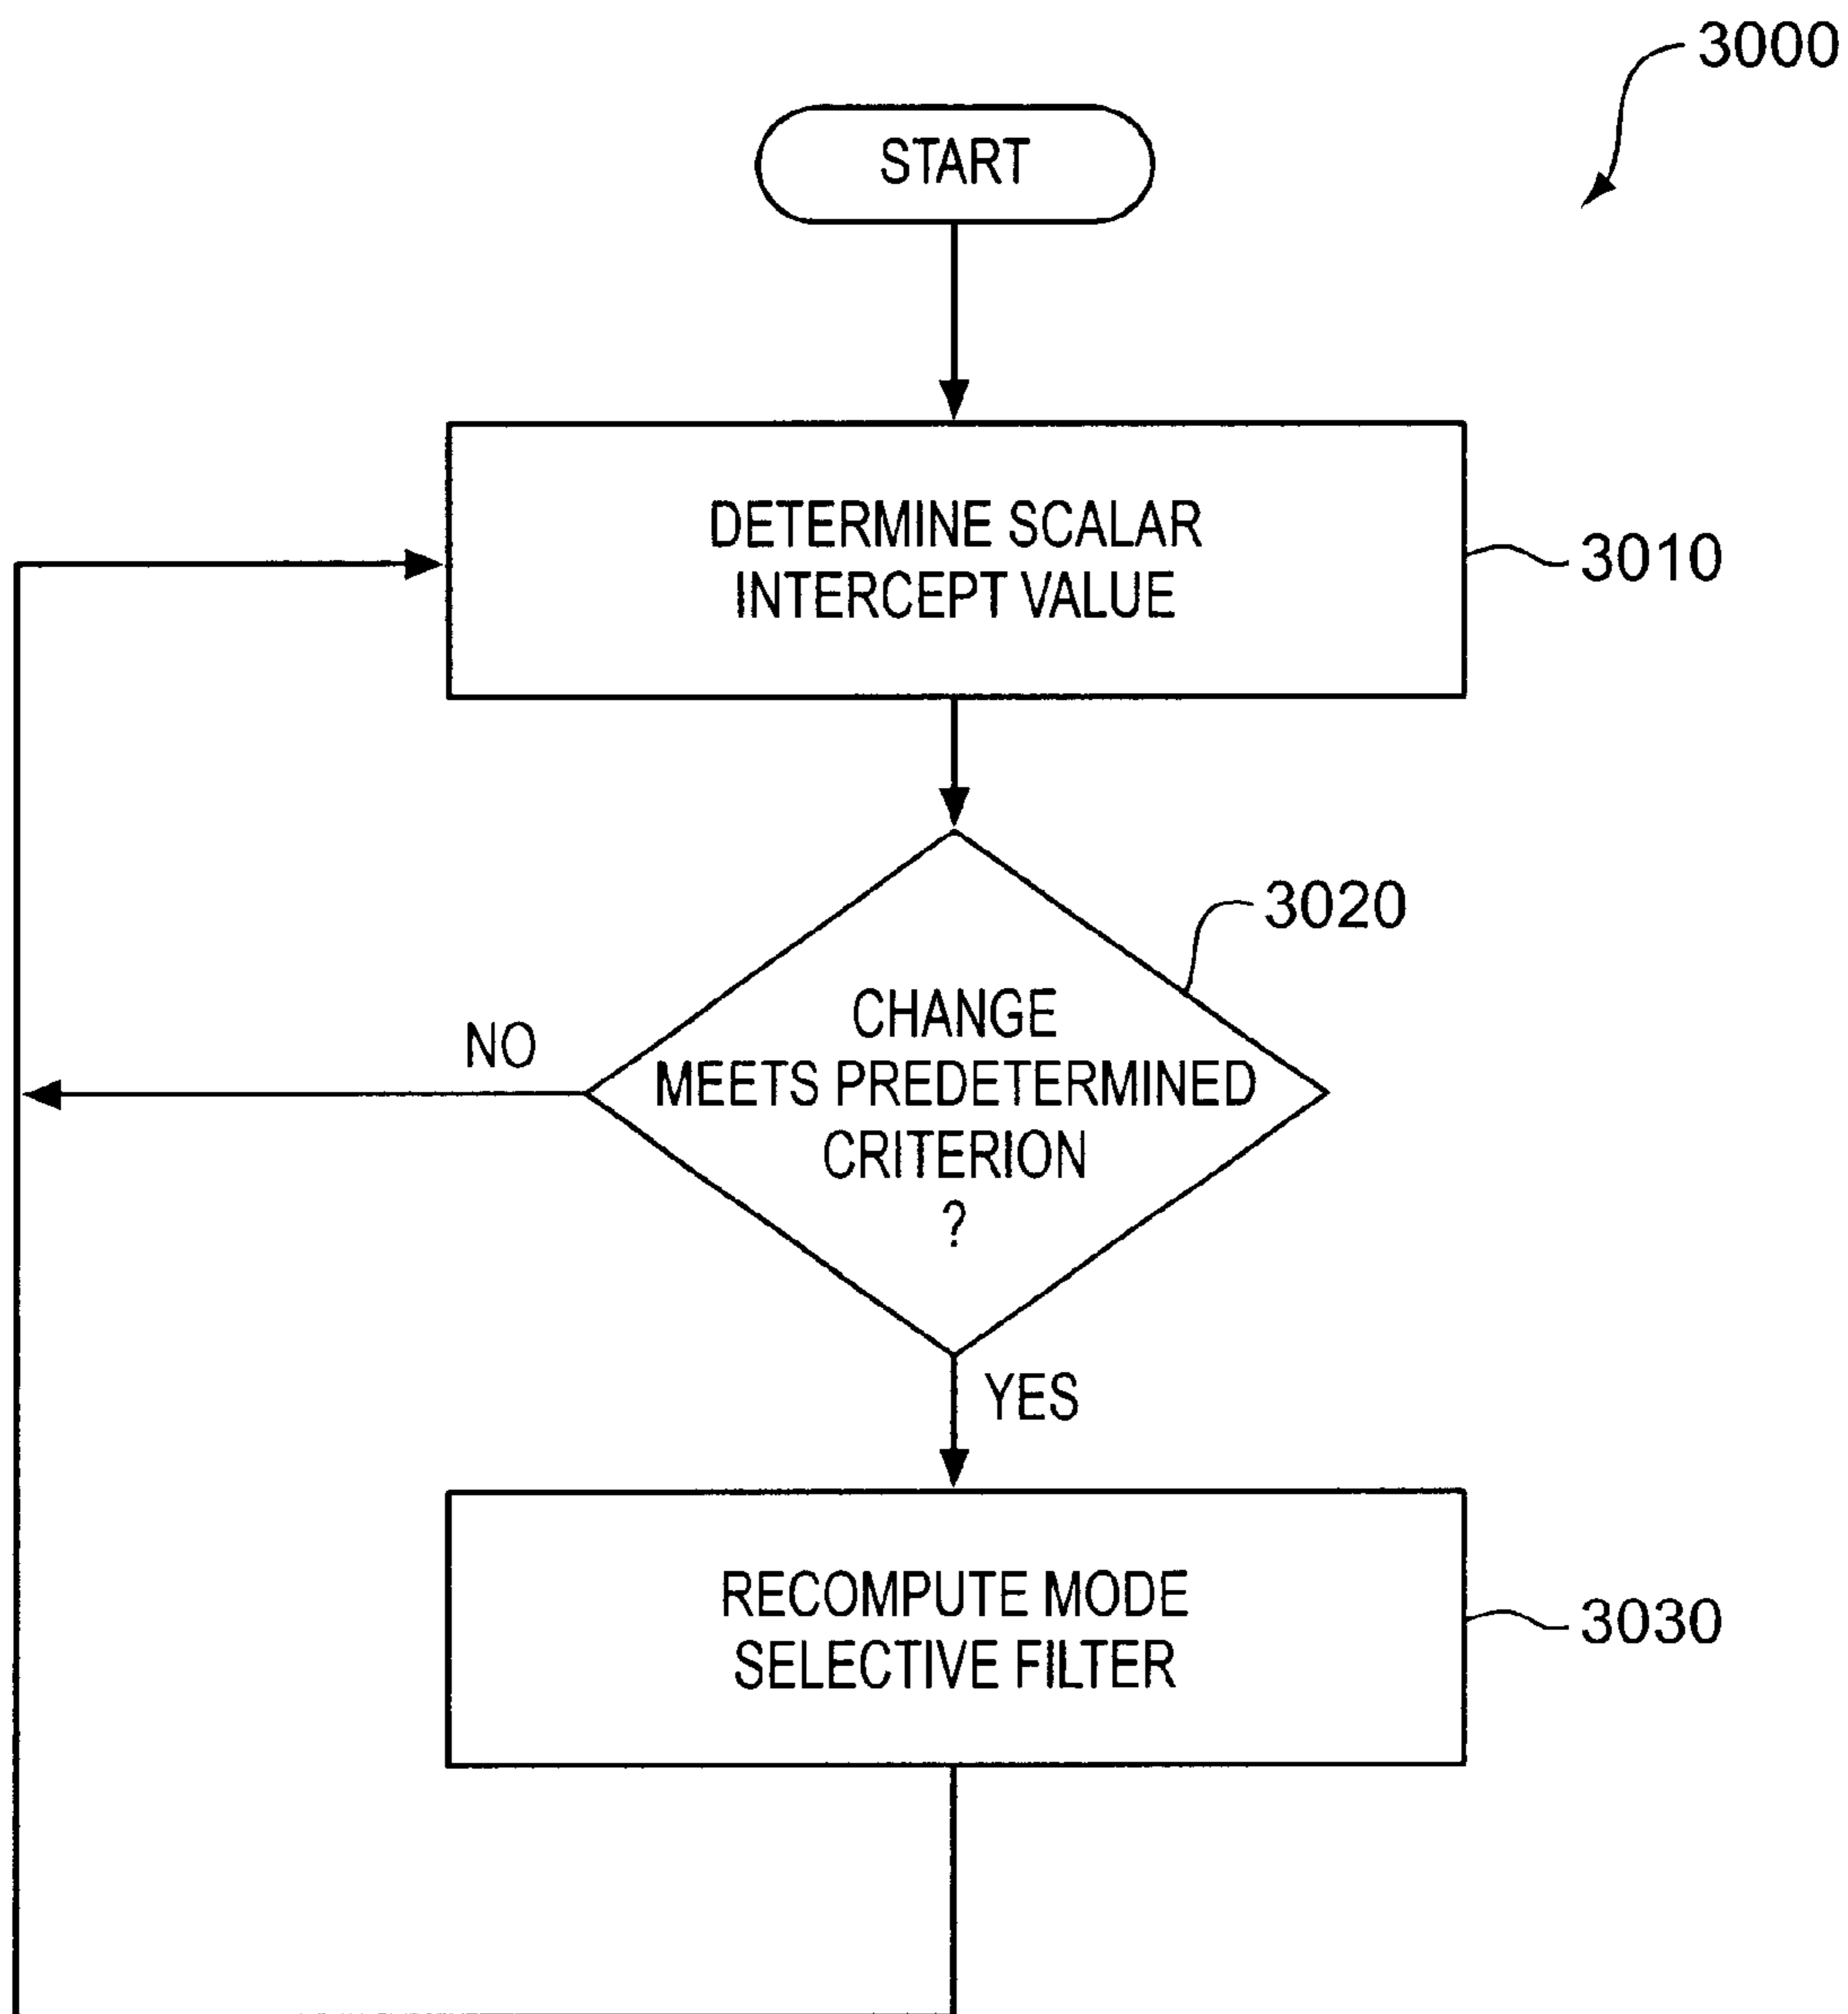 3000
START
DETERMINE SCALAR
INTERCEPT VALUE
3010
3020
CHANGE
MEETS PREDETERMINED
CRITERION
?
NO
YES
RECOMPUTE MODE
SELECTIVE FILTER
3030